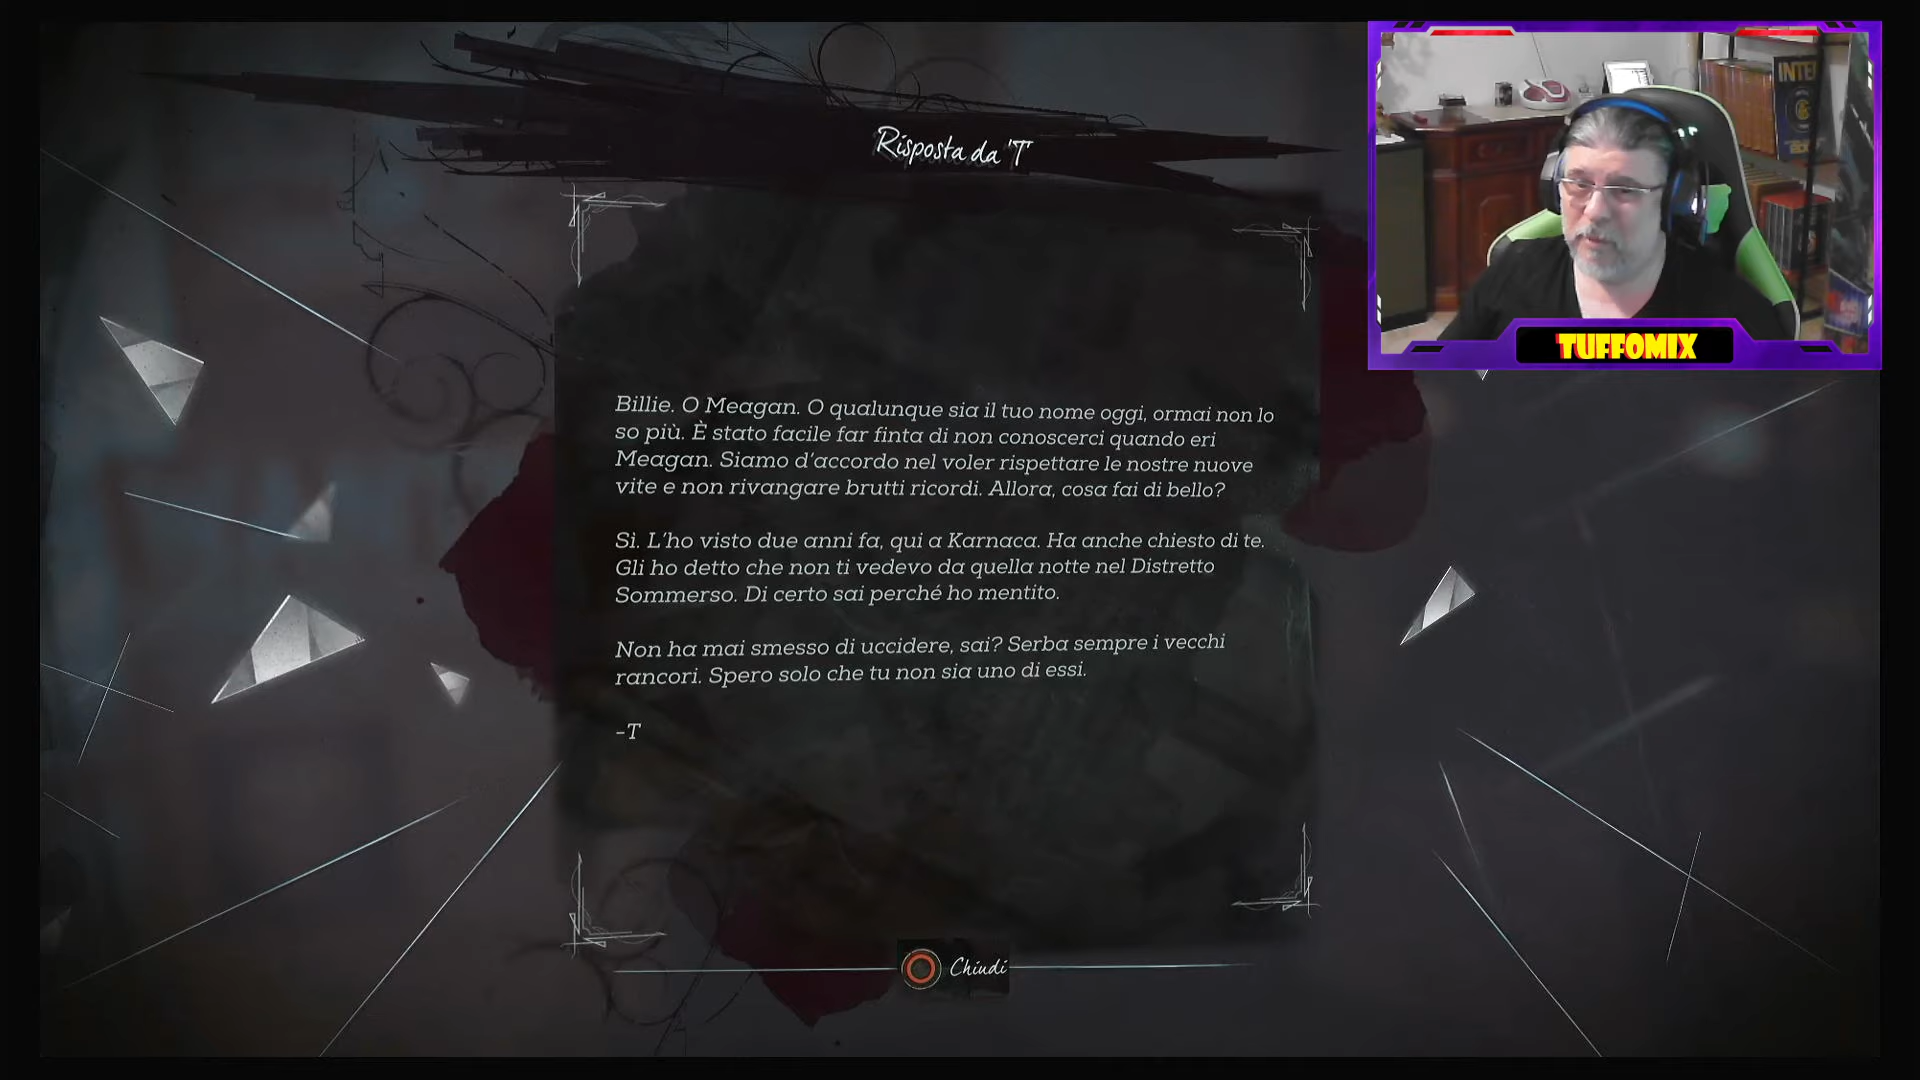 Risposta da 'T'
INTER
TUFFOMIX
Billie. O Meagan. O qualunque sia il tuo nome oggi, ormai non lo
so più. È stato facile far finta di non conoscerci quando eri
Meagan. Siamo d'accordo nel voler rispettare le nostre nuove
vite e non rivangare brutti ricordi. Allora, cosa fai di bello?
Sì. L'ho visto due anni fa, qui a Karnaca. Ha anche chiesto di te.
Gli ho detto che non ti vedevo da quella notte nel Distretto
Sommerso. Di certo sai perché ho mentito.
Non ha mai smesso di uccidere, sai? Serba sempre i vecchi
rancori. Spero solo che tu non sia uno di essi.
-T
Chiudi